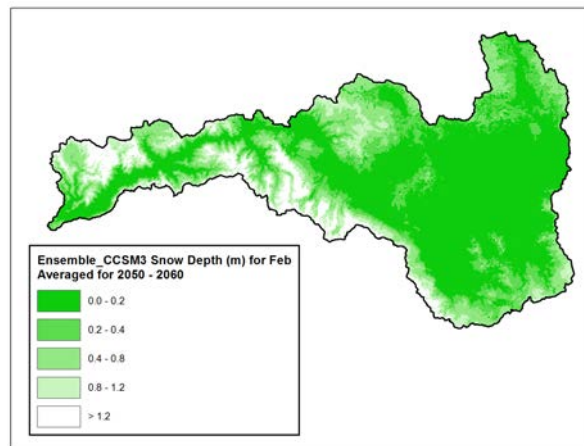 Ensemble_CCSM3 Snow Depth (m) for Feb
Averaged for 2050 - 2060
0.0 - 0.2
0.2 - 0.4
0.4 - 0.8
0.8 - 1.2
> 1.2